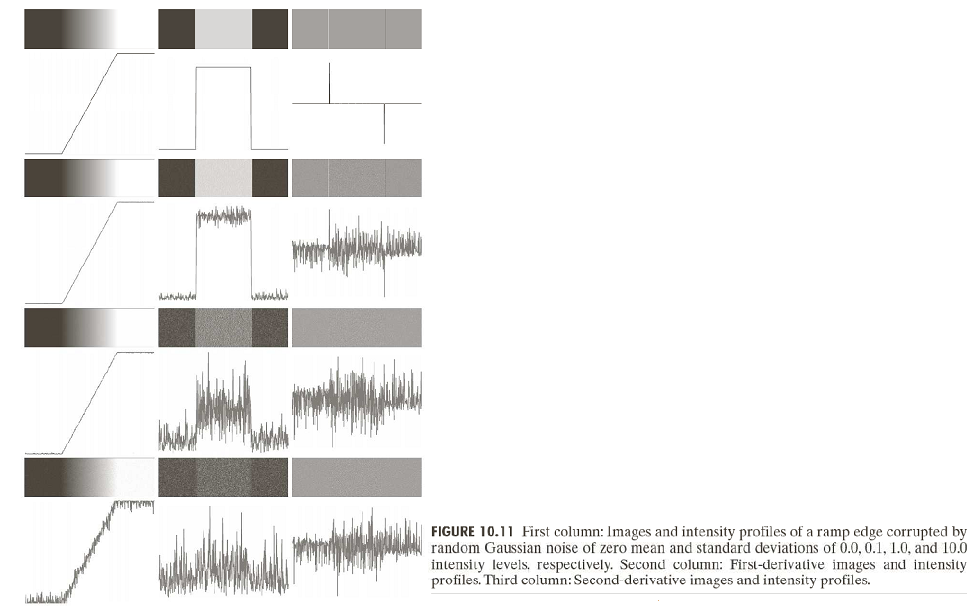 FIGURE 10.11 First column: Images and intensity profiles of a ramp edge corrupted by
random Gaussian noise of zero mean and standard deviations of 0.0, 0.1, 1.0, and 10.0
intensity levels, respectively. Second column: First-derivative images and intensity
profiles. Third column: Second-derivative images and intensity profiles.